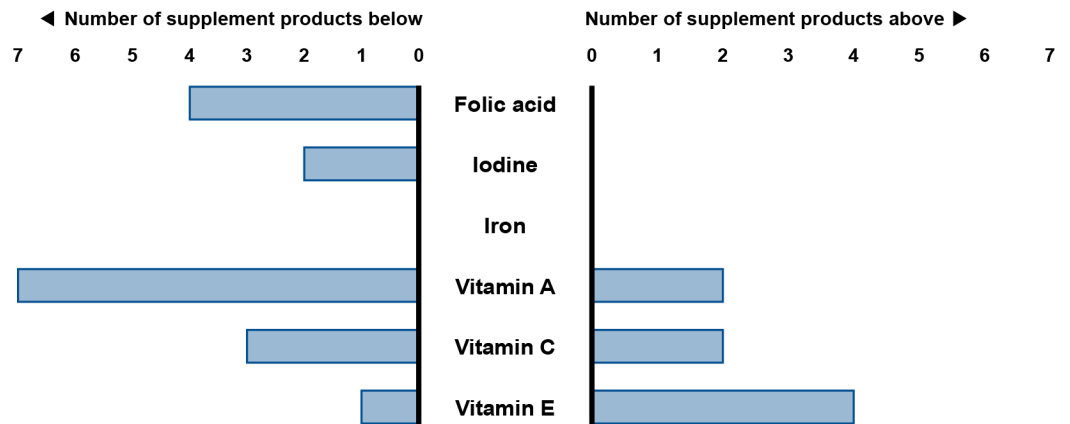 ◀ Number of supplement products below
Number of supplement products above ▶
7 6 5 4 3 2 1 0
0 1 2 3 4 5 6 7
Folic acid
Iodine
Iron
Vitamin A
Vitamin C
Vitamin E